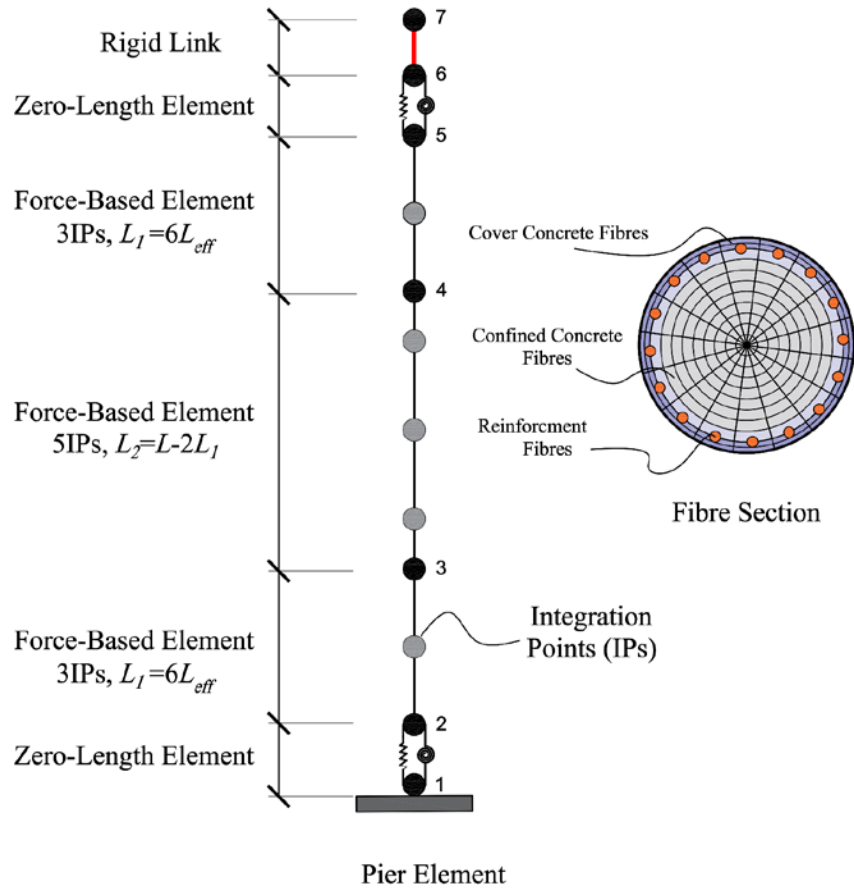 7
Rigid Link
6
Zero-Length Element
5
Force-Based Element
3IPs, L₁=6Leff
4
Cover Concrete Fibres
Confined Concrete
Fibres
Force-Based Element
5IPs, L₂=L-2L₁
Reinforcment
Fibres
Fibre Section
3
Integration
Points (IPs)
Force-Based Element
3IPs, L₁=6Leff
2
Zero-Length Element
1
Pier Element